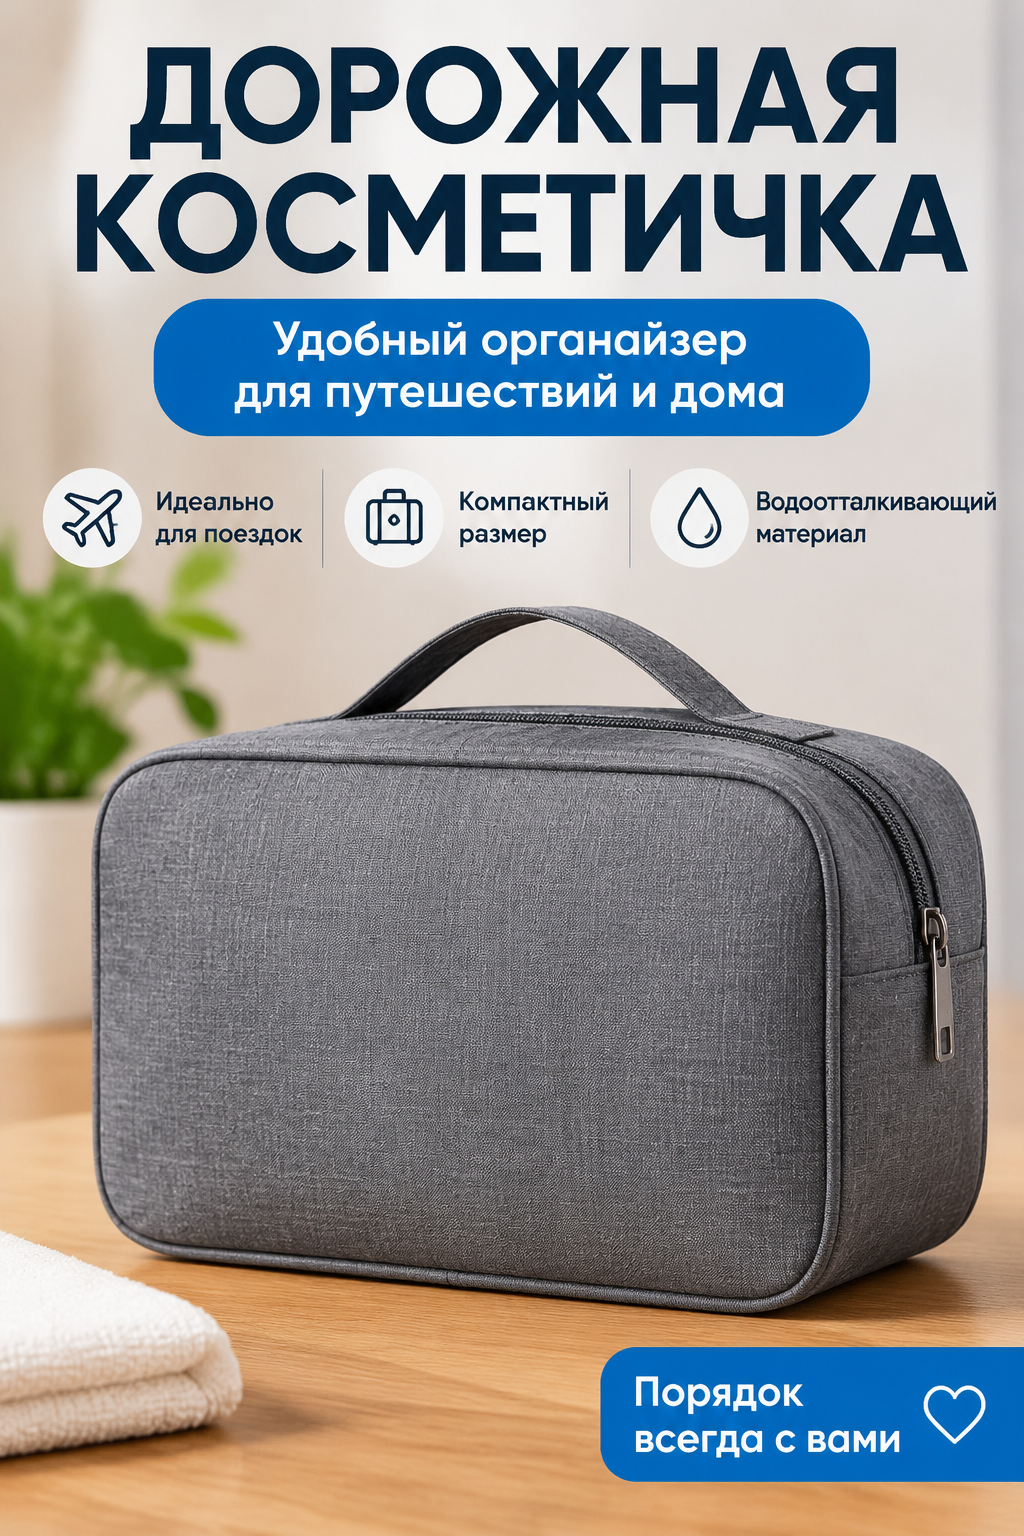 ДОРОЖНАЯ
КОСМЕТИЧКА
Удобный органайзер
для путешествий и дома
Идеально
для поездок
Компактный
размер
Водоотталкивающий
материал
Порядок
всегда с вами